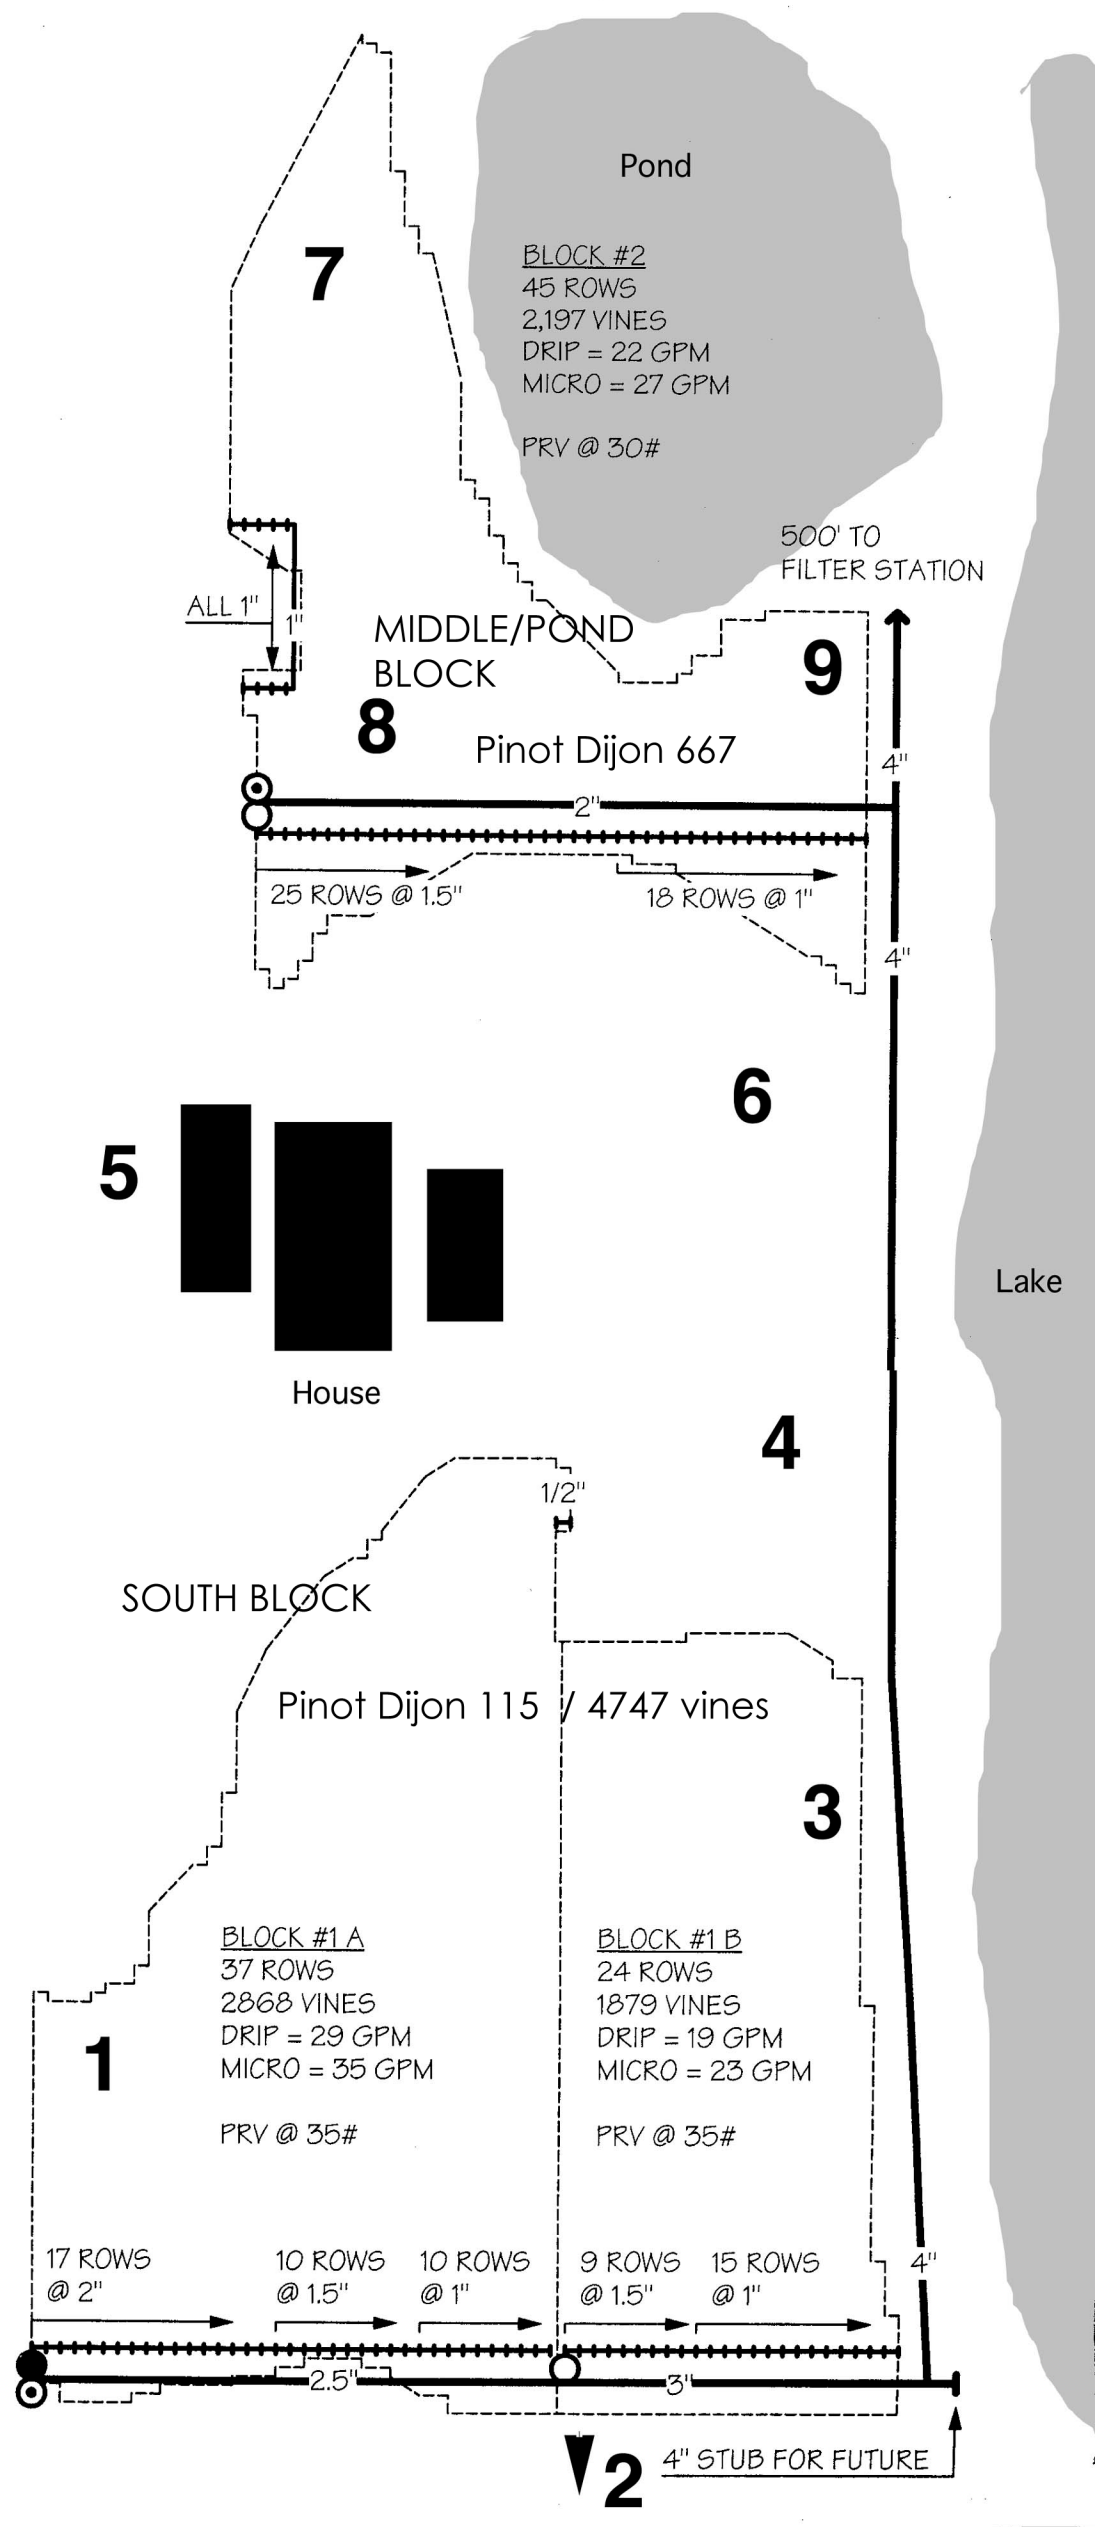 Pond
7
BLOCK #2
45 ROWS
2,197 VINES
DRIP = 22 GPM
MICRO = 27 GPM
PRV @ 30#
500' TO
FILTER STATION
ALL 1"
1"
MIDDLE/POND
BLOCK
9
8
Pinot Dijon 667
4"
2"
25 ROWS @ 1.5"
18 ROWS @ 1"
4"
6
5
Lake
House
4
1/2"
SOUTH BLOCK
Pinot Dijon 115 / 4747 vines
3
BLOCK #1 A
37 ROWS
2868 VINES
DRIP = 29 GPM
MICRO = 35 GPM
PRV @ 35#
BLOCK #1 B
24 ROWS
1879 VINES
DRIP = 19 GPM
MICRO = 23 GPM
PRV @ 35#
1
17 ROWS
@ 2"
10 ROWS
@ 1.5"
10 ROWS
@ 1"
9 ROWS
@ 1.5"
15 ROWS
@ 1"
4"
2.5"
3"
4" STUB FOR FUTURE
2